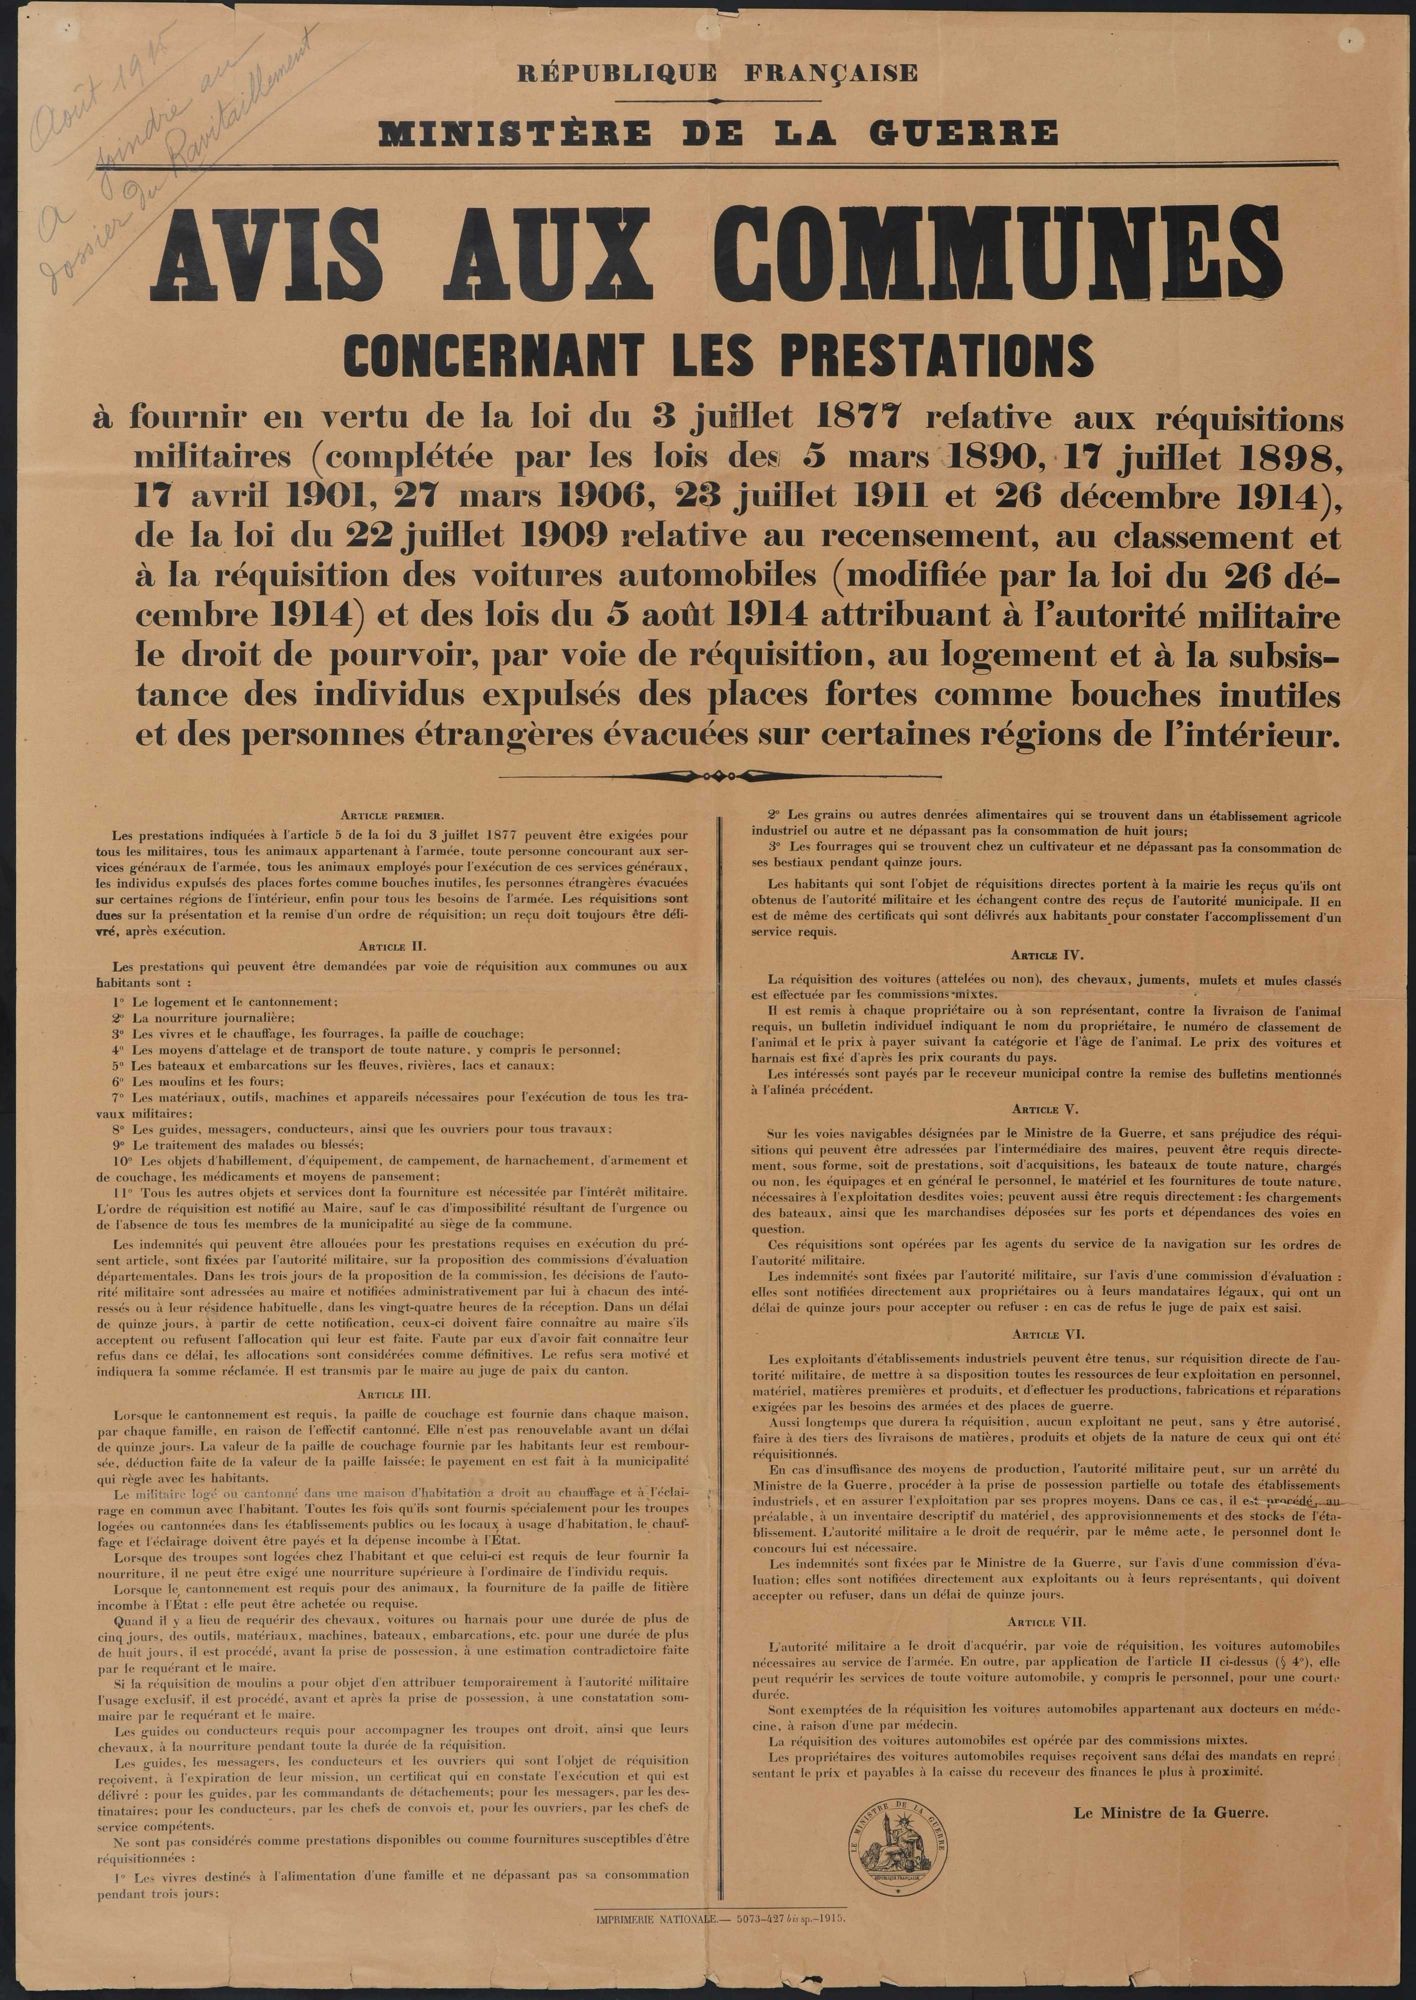 Août 1915
A joindre au
dossier du Ravitaillement
RÉPUBLIQUE FRANÇAISE
MINISTÈRE DE LA GUERRE
AVIS AUX COMMUNES
CONCERNANT LES PRESTATIONS
à fournir en vertu de la loi du 3 juillet 1877 relative aux réquisitions
militaires (complétée par les lois des 5 mars 1890, 17 juillet 1898,
17 avril 1901, 27 mars 1906, 23 juillet 1911 et 26 décembre 1914),
de la loi du 22 juillet 1909 relative au recensement, au classement et
à la réquisition des voitures automobiles (modifiée par la loi du 26 dé-
cembre 1914) et des lois du 5 août 1914 attribuant à l'autorité militaire
le droit de pourvoir, par voie de réquisition, au logement et à la subsis-
tance des individus expulsés des places fortes comme bouches inutiles
et des personnes étrangères évacuées sur certaines régions de l'intérieur.
ARTICLE PREMIER.
Les prestations indiquées à l'article 5 de la loi du 3 juillet 1877 peuvent être exigées pour
tous les militaires, tous les animaux appartenant à l'armée, toute personne concourant aux ser-
vices généraux de l'armée, tous les animaux employés pour l'exécution de ces services généraux,
les individus expulsés des places fortes comme bouches inutiles, les personnes étrangères évacuées
sur certaines régions de l'intérieur, enfin pour tous les besoins de l'armée. Les réquisitions sont
dues sur la présentation et la remise d'un ordre de réquisition; un reçu doit toujours être déli-
vré, après exécution.
ARTICLE II.
Les prestations qui peuvent être demandées par voie de réquisition aux communes ou aux
habitants sont :
1° Le logement et le cantonnement;
2° La nourriture journalière;
3° Les vivres et le chauffage, les fourrages, la paille de couchage;
4° Les moyens d'attelage et de transport de toute nature, y compris le personnel;
5° Les bateaux et embarcations sur les fleuves, rivières, lacs et canaux;
6° Les moulins et les fours;
7° Les matériaux, outils, machines et appareils nécessaires pour l'exécution de tous les tra-
vaux militaires;
8° Les guides, messagers, conducteurs, ainsi que les ouvriers pour tous travaux;
9° Le traitement des malades ou blessés;
10° Les objets d'habillement, d'équipement, de campement, de harnachement, d'armement et
de couchage, les médicaments et moyens de pansement;
11° Tous les autres objets et services dont la fourniture est nécessitée par l'intérêt militaire.
L'ordre de réquisition est notifié au Maire, sauf le cas d'impossibilité résultant de l'urgence ou
de l'absence de tous les membres de la municipalité au siège de la commune.
Les indemnités qui peuvent être allouées pour les prestations requises en exécution du pré-
sent article, sont fixées par l'autorité militaire, sur la proposition des commissions d'évaluation
départementales. Dans les trois jours de la proposition de la commission, les décisions de l'auto-
rité militaire sont adressées au maire et notifiées administrativement par lui à chacun des inté-
ressés ou à leur résidence habituelle, dans les vingt-quatre heures de la réception. Dans un délai
de quinze jours, à partir de cette notification, ceux-ci doivent faire connaître au maire s'ils
acceptent ou refusent l'allocation qui leur est faite. Faute par eux d'avoir fait connaître leur
refus dans ce délai, les allocations sont considérées comme définitives. Le refus sera motivé et
indiquera la somme réclamée. Il est transmis par le maire au juge de paix du canton.
ARTICLE III.
Lorsque le cantonnement est requis, la paille de couchage est fournie dans chaque maison,
par chaque famille, en raison de l'effectif cantonné. Elle n'est pas renouvelable avant un délai
de quinze jours. La valeur de la paille de couchage fournie par les habitants leur est rembour-
sée, déduction faite de la valeur de la paille laissée; le payement en est fait à la municipalité
qui règle avec les habitants.
Le militaire logé ou cantonné dans une maison d'habitation a droit au chauffage et à l'éclai-
rage en commun avec l'habitant. Toutes les fois qu'ils sont fournis spécialement pour les troupes
logées ou cantonnées dans les établissements publics ou les locaux à usage d'habitation, le chauf-
fage et l'éclairage doivent être payés et la dépense incombe à l'État.
Lorsque des troupes sont logées chez l'habitant et que celui-ci est requis de leur fournir la
nourriture, il ne peut être exigé une nourriture supérieure à l'ordinaire de l'individu requis.
Lorsque le cantonnement est requis pour des animaux, la fourniture de la paille de litière
incombe à l'État : elle peut être achetée ou requise.
Quand il y a lieu de requérir des chevaux, voitures ou harnais pour une durée de plus de
cinq jours, des outils, matériaux, machines, bateaux, embarcations, etc. pour une durée de plus
de huit jours, il est procédé, avant la prise de possession, à une estimation contradictoire faite
par le requérant et le maire.
Si la réquisition de moulins a pour objet d'en attribuer temporairement à l'autorité militaire
l'usage exclusif, il est procédé, avant et après la prise de possession, à une constatation som-
maire par le requérant et le maire.
Les guides ou conducteurs requis pour accompagner les troupes ont droit, ainsi que leurs
chevaux, à la nourriture pendant toute la durée de la réquisition.
Les guides, les messagers, les conducteurs et les ouvriers qui sont l'objet de réquisition
reçoivent, à l'expiration de leur mission, un certificat qui en constate l'exécution et qui est
délivré : pour les guides, par les commandants de détachements; pour les messagers, par les des-
tinataires; pour les conducteurs, par les chefs de convois et, pour les ouvriers, par les chefs de
service compétents.
Ne sont pas considérés comme prestations disponibles ou comme fournitures susceptibles d'être
réquisitionnées :
1° Les vivres destinés à l'alimentation d'une famille et ne dépassant pas sa consommation
pendant trois jours;
2° Les grains ou autres denrées alimentaires qui se trouvent dans un établissement agricole
industriel ou autre et ne dépassant pas la consommation de huit jours;
3° Les fourrages qui se trouvent chez un cultivateur et ne dépassant pas la consommation de
ses bestiaux pendant quinze jours.
Les habitants qui sont l'objet de réquisitions directes portent à la mairie les reçus qu'ils ont
obtenus de l'autorité militaire et les échangent contre des reçus de l'autorité municipale. Il en
est de même des certificats qui sont délivrés aux habitants pour constater l'accomplissement d'un
service requis.
ARTICLE IV.
La réquisition des voitures (attelées ou non), des chevaux, juments, mulets et mules classés
est effectuée par les commissions mixtes.
Il est remis à chaque propriétaire ou à son représentant, contre la livraison de l'animal
requis, un bulletin individuel indiquant le nom du propriétaire, le numéro de classement de
l'animal et le prix à payer suivant la catégorie et l'âge de l'animal. Le prix des voitures et
harnais est fixé d'après les prix courants du pays.
Les intéressés sont payés par le receveur municipal contre la remise des bulletins mentionnés
à l'alinéa précédent.
ARTICLE V.
Sur les voies navigables désignées par le Ministre de la Guerre, et sans préjudice des réqui-
sitions qui peuvent être adressées par l'intermédiaire des maires, peuvent être requis directe-
ment, sous forme, soit de prestations, soit d'acquisitions, les bateaux de toute nature, chargés
ou non, les équipages et en général le personnel, le matériel et les fournitures de toute nature,
nécessaires à l'exploitation desdites voies; peuvent aussi être requis directement : les chargements
des bateaux, ainsi que les marchandises déposées sur les ports et dépendances des voies en
question.
Ces réquisitions sont opérées par les agents du service de la navigation sur les ordres de
l'autorité militaire.
Les indemnités sont fixées par l'autorité militaire, sur l'avis d'une commission d'évaluation :
elles sont notifiées directement aux propriétaires ou à leurs mandataires légaux, qui ont un
délai de quinze jours pour accepter ou refuser : en cas de refus le juge de paix est saisi.
ARTICLE VI.
Les exploitants d'établissements industriels peuvent être tenus, sur réquisition directe de l'au-
torité militaire, de mettre à sa disposition toutes les ressources de leur exploitation en personnel,
matériel, matières premières et produits, et d'effectuer les productions, fabrications et réparations
exigées par les besoins des armées et des places de guerre.
Aussi longtemps que durera la réquisition, aucun exploitant ne peut, sans y être autorisé,
faire à des tiers des livraisons de matières, produits et objets de la nature de ceux qui ont été
réquisitionnés.
En cas d'insuffisance des moyens de production, l'autorité militaire peut, sur un arrêté du
Ministre de la Guerre, procéder à la prise de possession partielle ou totale des établissements
industriels, et en assurer l'exploitation par ses propres moyens. Dans ce cas, il est procédé, au
préalable, à un inventaire descriptif du matériel, des approvisionnements et des stocks de l'éta-
blissement. L'autorité militaire a le droit de requérir, par le même acte, le personnel dont le
concours lui est nécessaire.
Les indemnités sont fixées par le Ministre de la Guerre, sur l'avis d'une commission d'éva-
luation; elles sont notifiées directement aux exploitants ou à leurs représentants, qui doivent
accepter ou refuser, dans un délai de quinze jours.
ARTICLE VII.
L'autorité militaire a le droit d'acquérir, par voie de réquisition, les voitures automobiles
nécessaires au service de l'armée. En outre, par application de l'article II ci-dessus (§ 4°), elle
peut requérir les services de toute voiture automobile, y compris le personnel, pour une courte
durée.
Sont exemptées de la réquisition les voitures automobiles appartenant aux docteurs en méde-
cine, à raison d'une par médecin.
La réquisition des voitures automobiles est opérée par des commissions mixtes.
Les propriétaires des voitures automobiles requises reçoivent sans délai des mandats en repré
sentant le prix et payables à la caisse du receveur des finances le plus à proximité.
Le Ministre de la Guerre.
LE MINISTRE DE LA GUERRE
RÉPUBLIQUE FRANÇAISE
IMPRIMERIE NATIONALE. — 5073-427 bis sp.-1915.